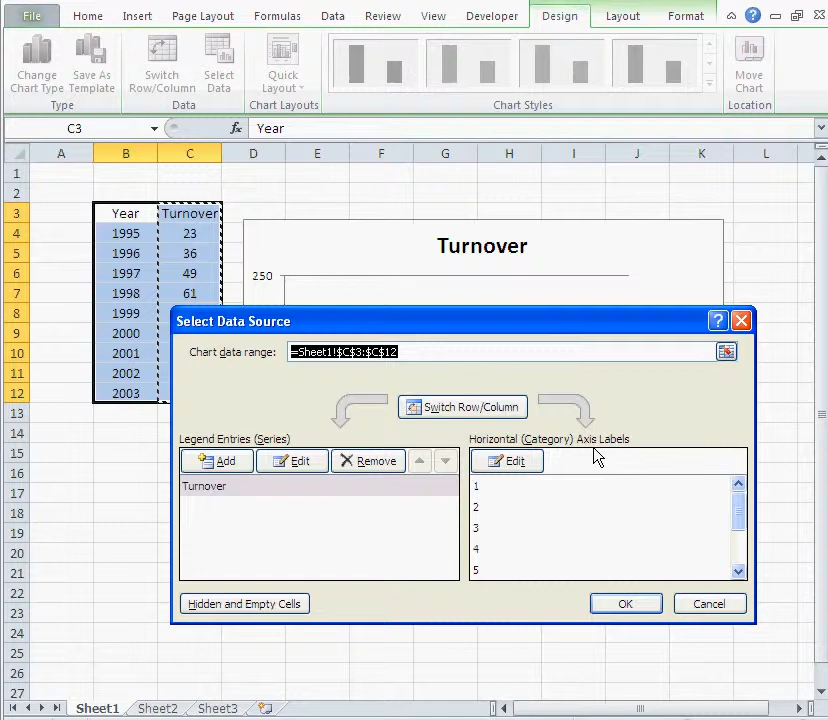 File Home Insert Page Layout Formulas Data Review View Developer Design Layout Format
Change Chart Type Save As Template Switch Row/Column Select Data Quick Layout Move Chart
Type Data Chart Layouts Chart Styles Location
C3 fx Year
A B C D E F G H I J K L
1
2
3 Year Turnover
4 1995 23
5 1996 36
6 1997 49
7 1998 61
8 1999
9 2000
10 2001
11 2002
12 2003
13
14
15
16
17
18
19
20
21
22
23
24
25
26
27
Turnover
250
Select Data Source
Chart data range: =Sheet1!$C$3:$C$12
Switch Row/Column
Legend Entries (Series) Horizontal (Category) Axis Labels
Add Edit Remove Edit
Turnover 1
2
3
4
5
Hidden and Empty Cells OK Cancel
Sheet1 Sheet2 Sheet3